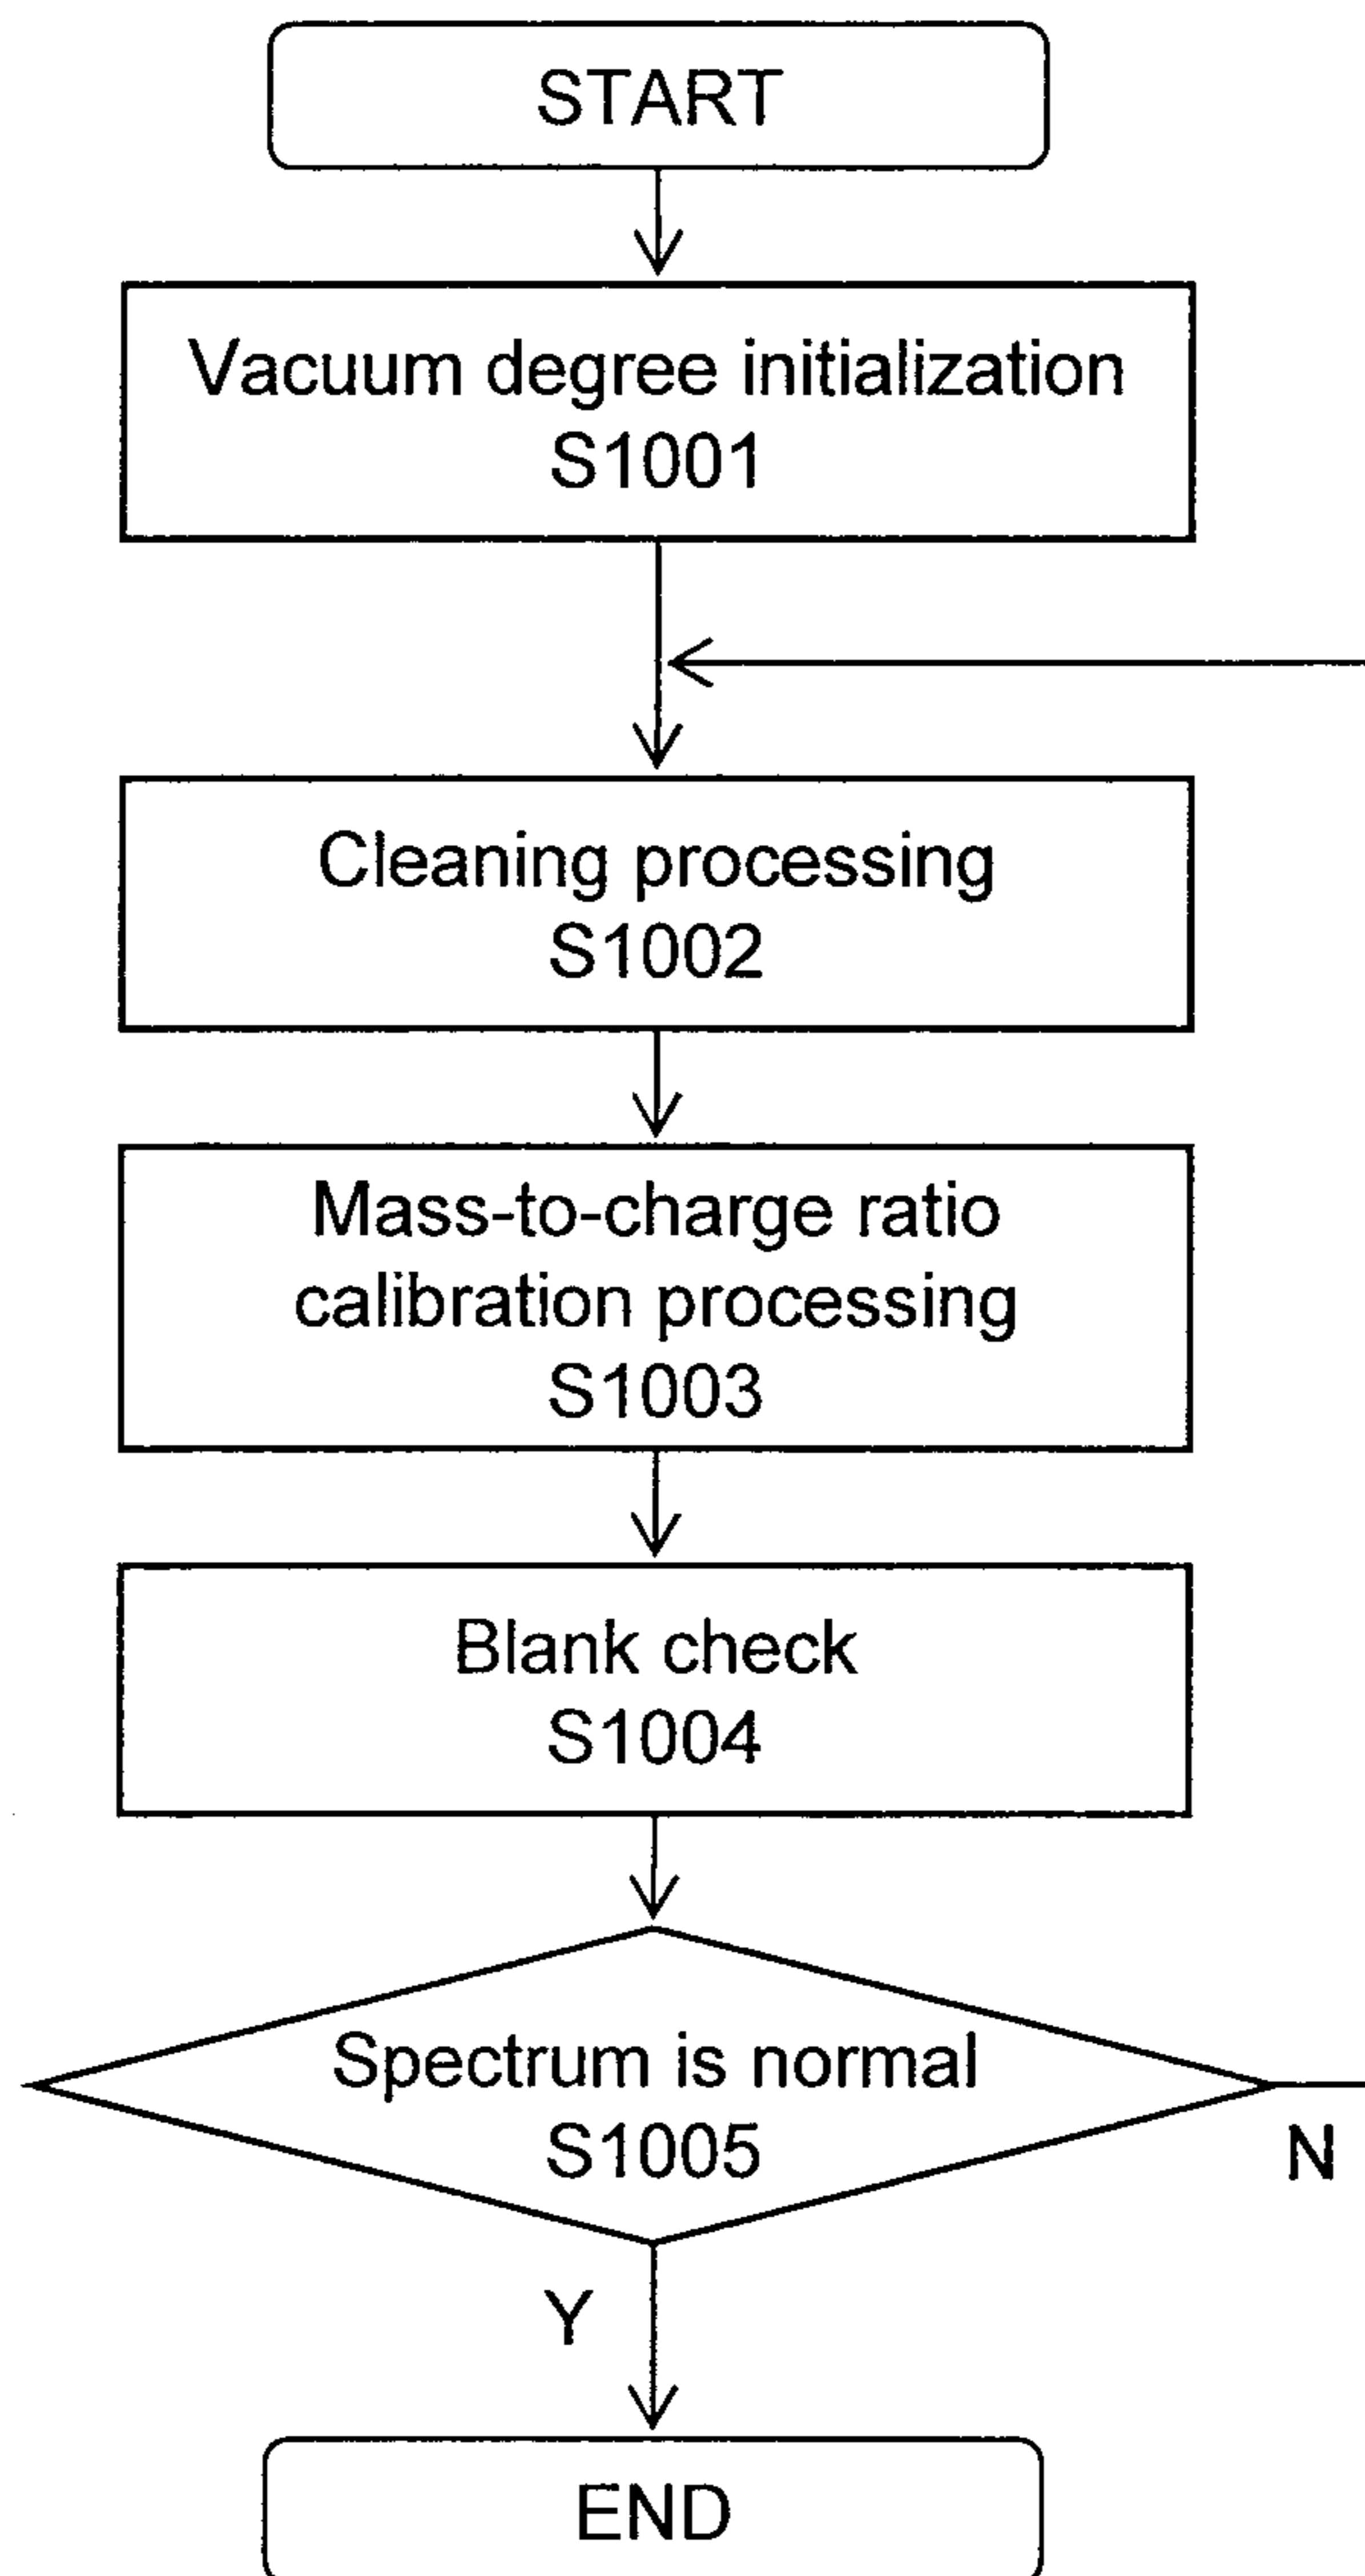 START
Vacuum degree initialization
S1001
Cleaning processing
S1002
Mass-to-charge ratio
calibration processing
S1003
Blank check
S1004
Spectrum is normal
S1005
N
Y
END